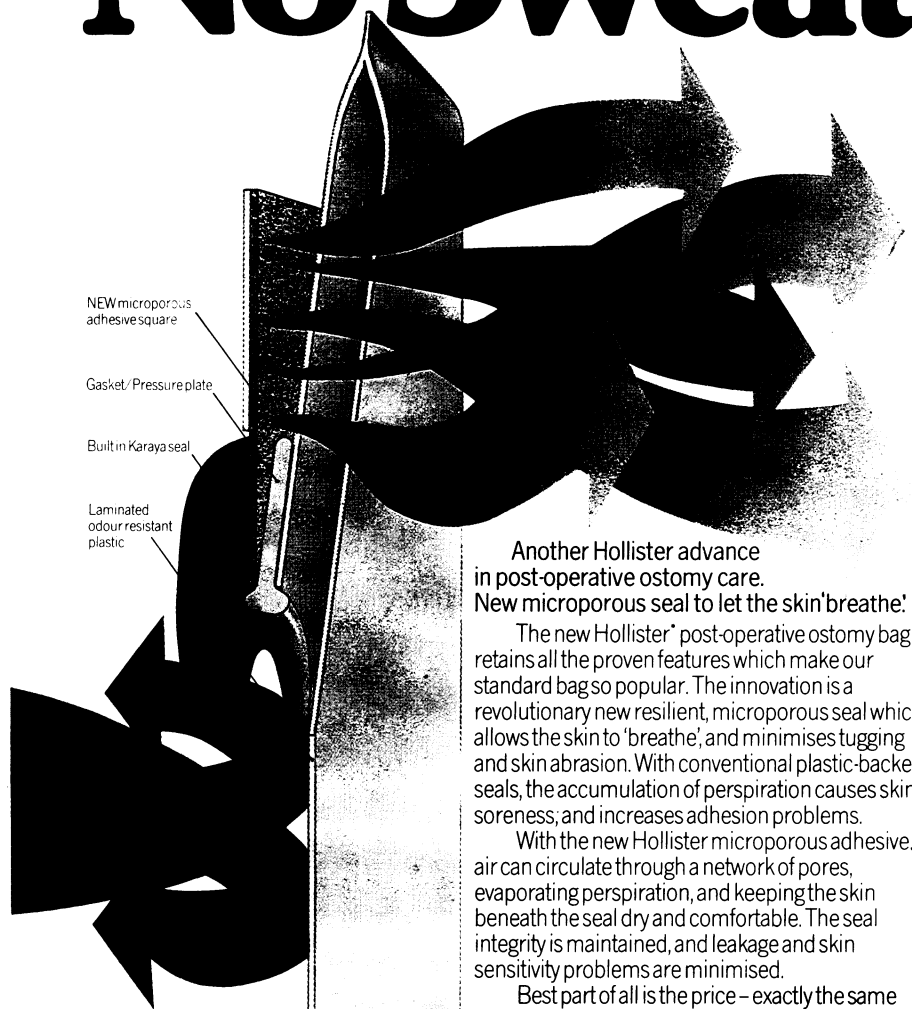 No Sweat
NEW microporous
adhesive square
Gasket/Pressure plate
Built in Karaya seal
Laminated
odour resistant
plastic
Another Hollister advance
in post-operative ostomy care.
New microporous seal to let the skin 'breathe.'
The new Hollister* post-operative ostomy bag
retains all the proven features which make our
standard bag so popular. The innovation is a
revolutionary new resilient, microporous seal whic
allows the skin to 'breathe', and minimises tugging
and skin abrasion. With conventional plastic-backe
seals, the accumulation of perspiration causes skin
soreness; and increases adhesion problems.
With the new Hollister microporous adhesive,
air can circulate through a network of pores,
evaporating perspiration, and keeping the skin
beneath the seal dry and comfortable. The seal
integrity is maintained, and leakage and skin
sensitivity problems are minimised.
Best part of all is the price – exactly the same